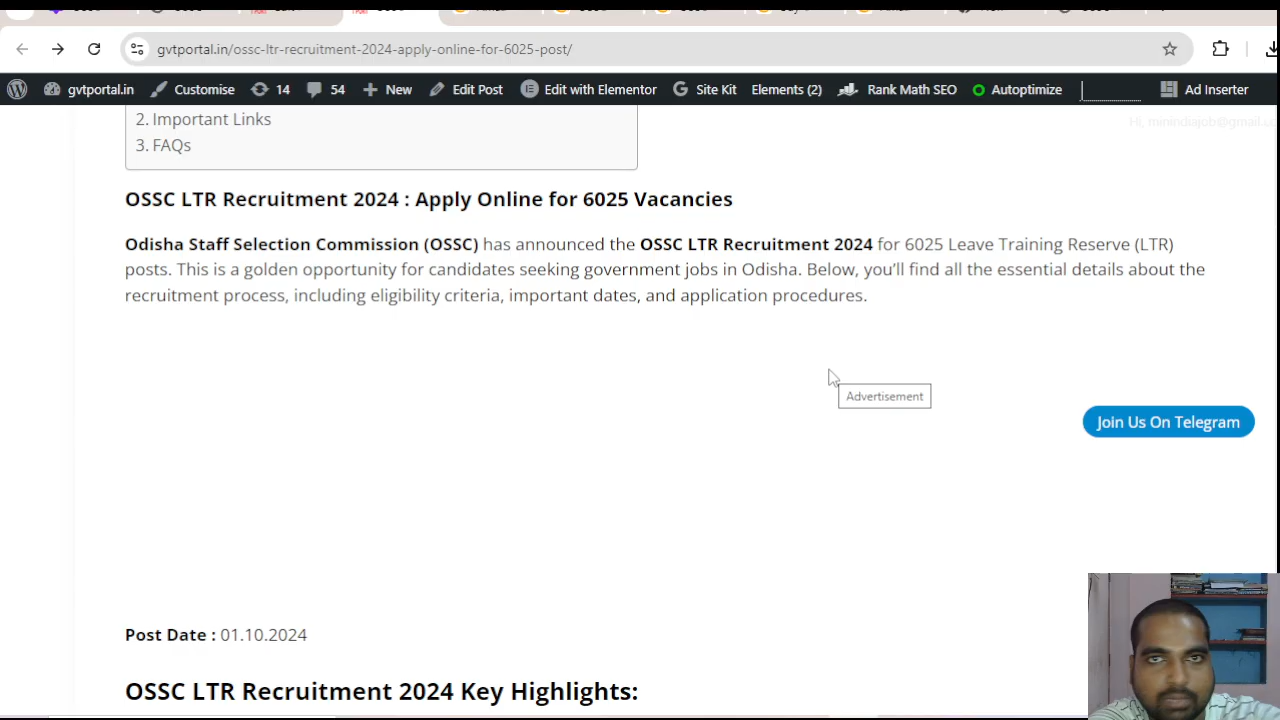 gvtportal.in/ossc-ltr-recruitment-2024-apply-online-for-6025-post/
gvtportal.in Customise 14 54 New Edit Post Edit with Elementor Site Kit Elements (2) Rank Math SEO Autoptimize Ad Inserter
2. Important Links
3. FAQs
OSSC LTR Recruitment 2024 : Apply Online for 6025 Vacancies
Odisha Staff Selection Commission (OSSC) has announced the OSSC LTR Recruitment 2024 for 6025 Leave Training Reserve (LTR)
posts. This is a golden opportunity for candidates seeking government jobs in Odisha. Below, you’ll find all the essential details about the
recruitment process, including eligibility criteria, important dates, and application procedures.
Advertisement
Join Us On Telegram
Post Date : 01.10.2024
OSSC LTR Recruitment 2024 Key Highlights: